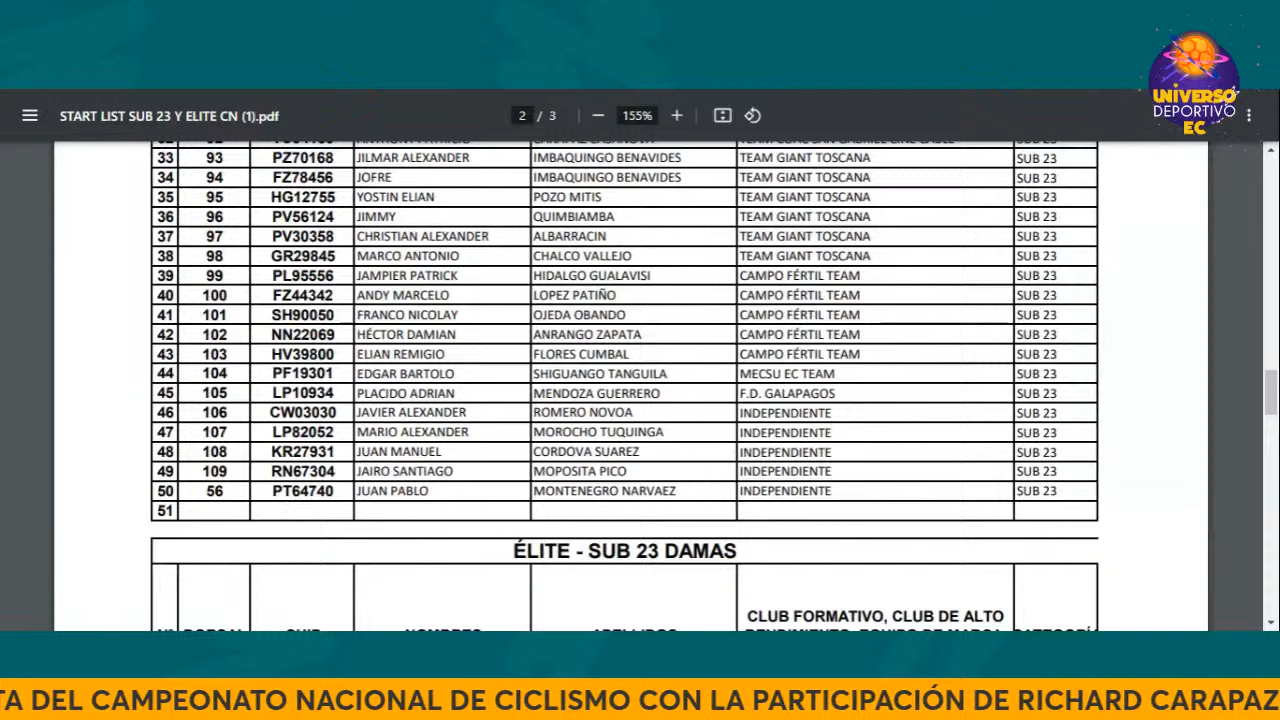 UNIVERSO
DEPORTIVO
EC
START LIST SUB 23 Y ELITE CN (1).pdf
2 / 3
155%
33 93 PZ70168 JILMAR ALEXANDER IMBAQUINGO BENAVIDES TEAM GIANT TOSCANA SUB 23
34 94 FZ78456 JOFRE IMBAQUINGO BENAVIDES TEAM GIANT TOSCANA SUB 23
35 95 HG12755 YOSTIN ELIAN POZO MITIS TEAM GIANT TOSCANA SUB 23
36 96 PV56124 JIMMY QUIMBIAMBA TEAM GIANT TOSCANA SUB 23
37 97 PV30358 CHRISTIAN ALEXANDER ALBARRACIN TEAM GIANT TOSCANA SUB 23
38 98 GR29845 MARCO ANTONIO CHALCO VALLEJO TEAM GIANT TOSCANA SUB 23
39 99 PL95556 JAMPIER PATRICK HIDALGO GUALAVISI CAMPO FÉRTIL TEAM SUB 23
40 100 FZ44342 ANDY MARCELO LOPEZ PATIÑO CAMPO FÉRTIL TEAM SUB 23
41 101 SH90050 FRANCO NICOLAY OJEDA OBANDO CAMPO FÉRTIL TEAM SUB 23
42 102 NN22069 HÉCTOR DAMIAN ANRANGO ZAPATA CAMPO FÉRTIL TEAM SUB 23
43 103 HV39800 ELIAN REMIGIO FLORES CUMBAL CAMPO FÉRTIL TEAM SUB 23
44 104 PF19301 EDGAR BARTOLO SHIGUANGO TANGUILA MECSU EC TEAM SUB 23
45 105 LP10934 PLACIDO ADRIAN MENDOZA GUERRERO F.D. GALAPAGOS SUB 23
46 106 CW03030 JAVIER ALEXANDER ROMERO NOVOA INDEPENDIENTE SUB 23
47 107 LP82052 MARIO ALEXANDER MOROCHO TUQUINGA INDEPENDIENTE SUB 23
48 108 KR27931 JUAN MANUEL CORDOVA SUAREZ INDEPENDIENTE SUB 23
49 109 RN67304 JAIRO SANTIAGO MOPOSITA PICO INDEPENDIENTE SUB 23
50 56 PT64740 JUAN PABLO MONTENEGRO NARVAEZ INDEPENDIENTE SUB 23
51
ÉLITE - SUB 23 DAMAS
CLUB FORMATIVO, CLUB DE ALTO
TA DEL CAMPEONATO NACIONAL DE CICLISMO CON LA PARTICIPACIÓN DE RICHARD CARAPAZ